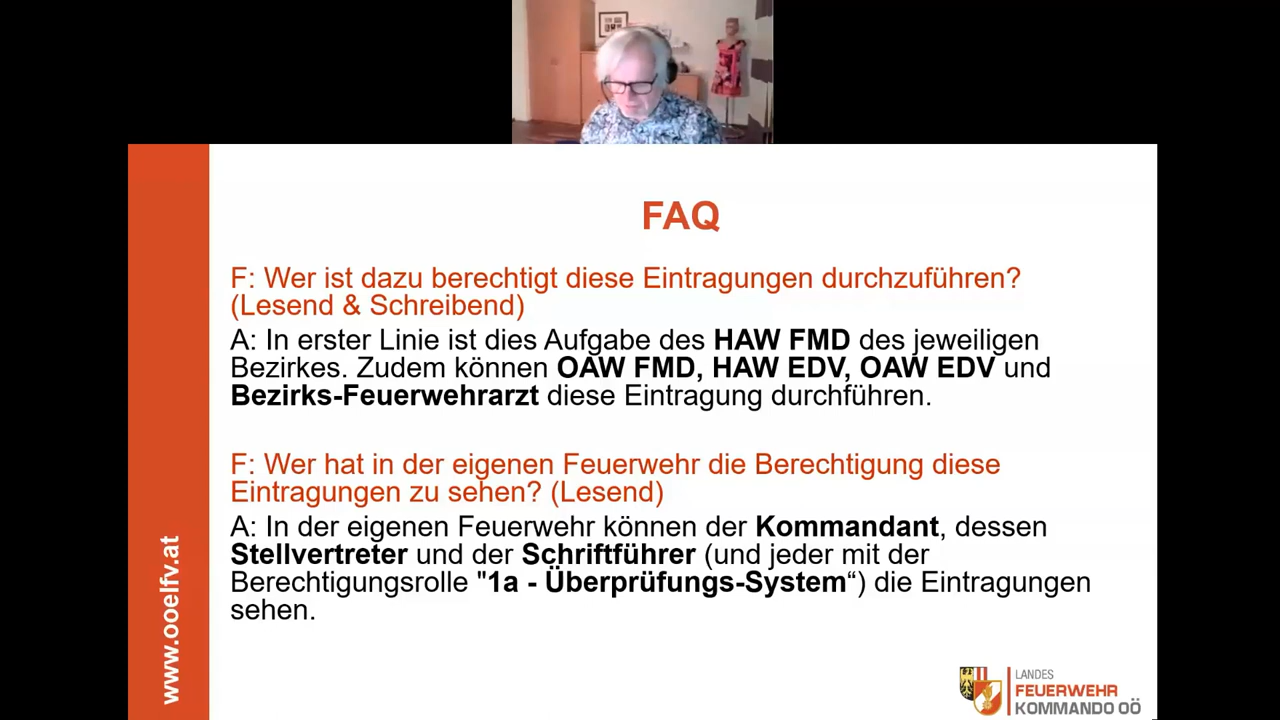 FAQ
F: Wer ist dazu berechtigt diese Eintragungen durchzuführen?
(Lesend & Schreibend)
A: In erster Linie ist dies Aufgabe des HAW FMD des jeweiligen
Bezirkes. Zudem können OAW FMD, HAW EDV, OAW EDV und
Bezirks-Feuerwehrarzt diese Eintragung durchführen.
F: Wer hat in der eigenen Feuerwehr die Berechtigung diese
Eintragungen zu sehen? (Lesend)
A: In der eigenen Feuerwehr können der Kommandant, dessen
Stellvertreter und der Schriftführer (und jeder mit der
Berechtigungsrolle "1a - Überprüfungs-System“) die Eintragungen
sehen.
www.ooelfv.at
LANDES
FEUERWEHR
KOMMANDO OÖ